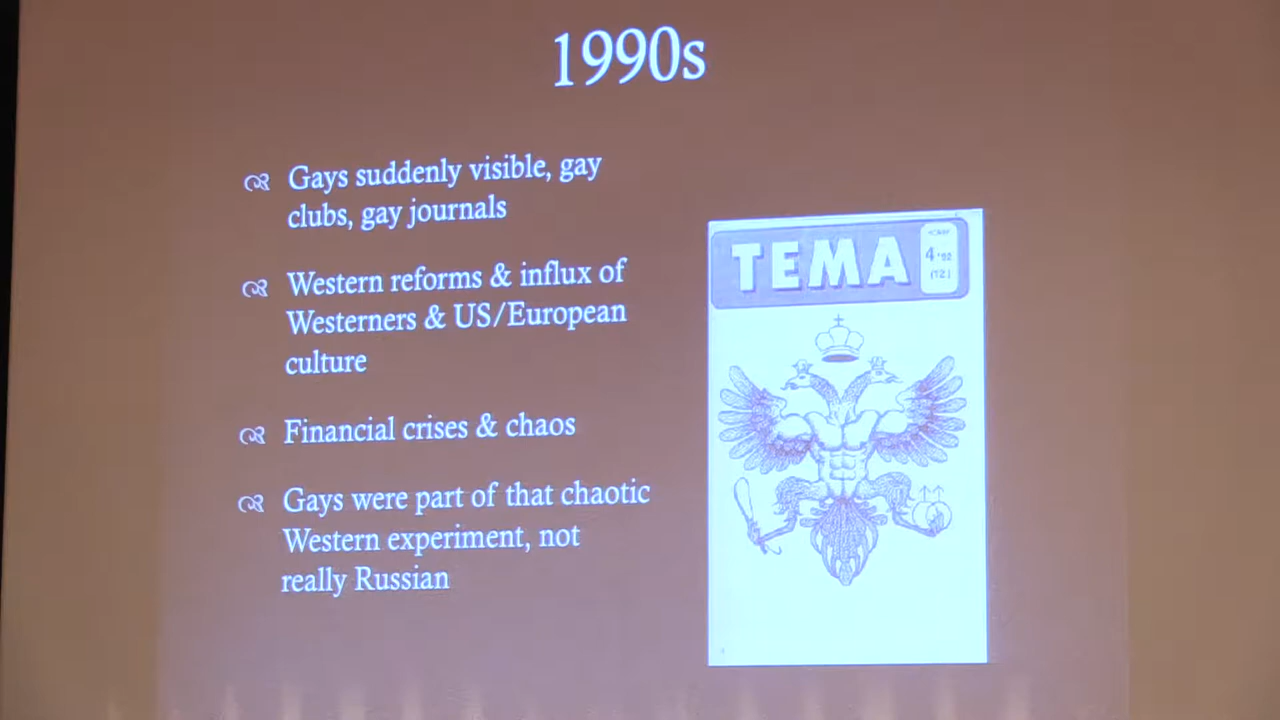 1990s
Gays suddenly visible, gay
clubs, gay journals
Western reforms & influx of
Westerners & US/European
culture
Financial crises & chaos
Gays were part of that chaotic
Western experiment, not
really Russian
ТЕМА
4 '92
(12)